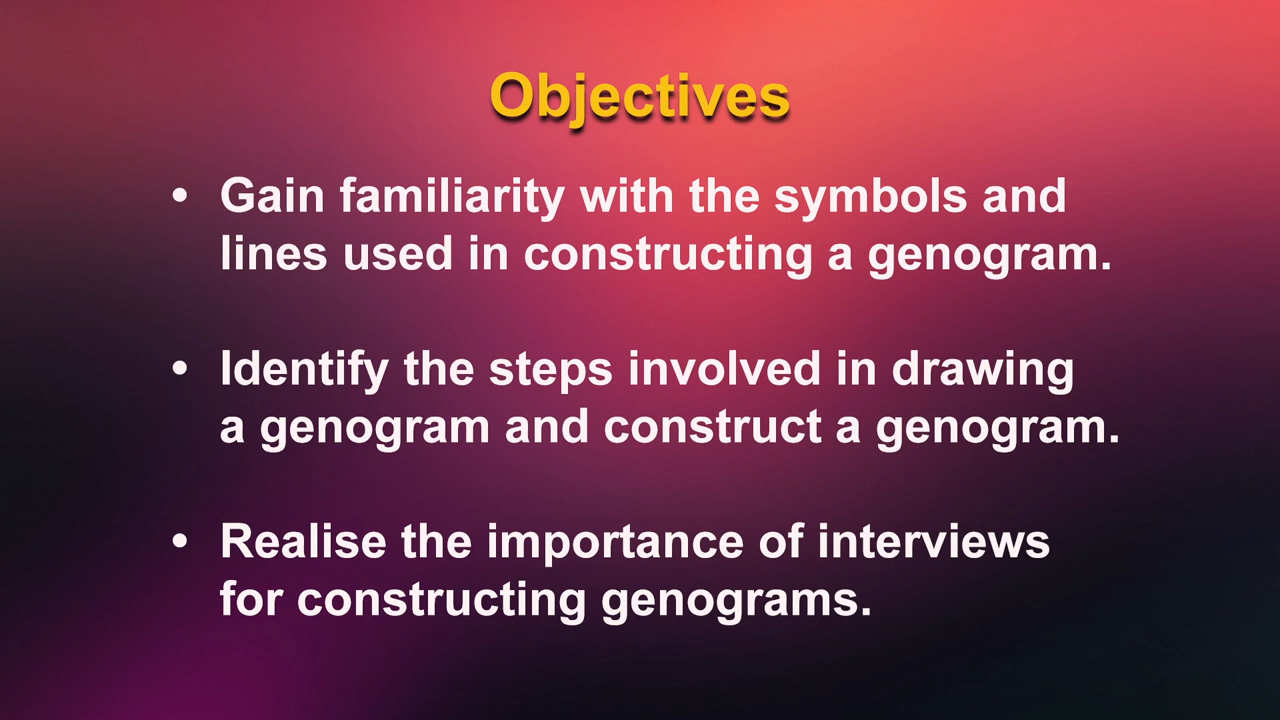 Objectives
• Gain familiarity with the symbols and
lines used in constructing a genogram.
• Identify the steps involved in drawing
a genogram and construct a genogram.
• Realise the importance of interviews
for constructing genograms.